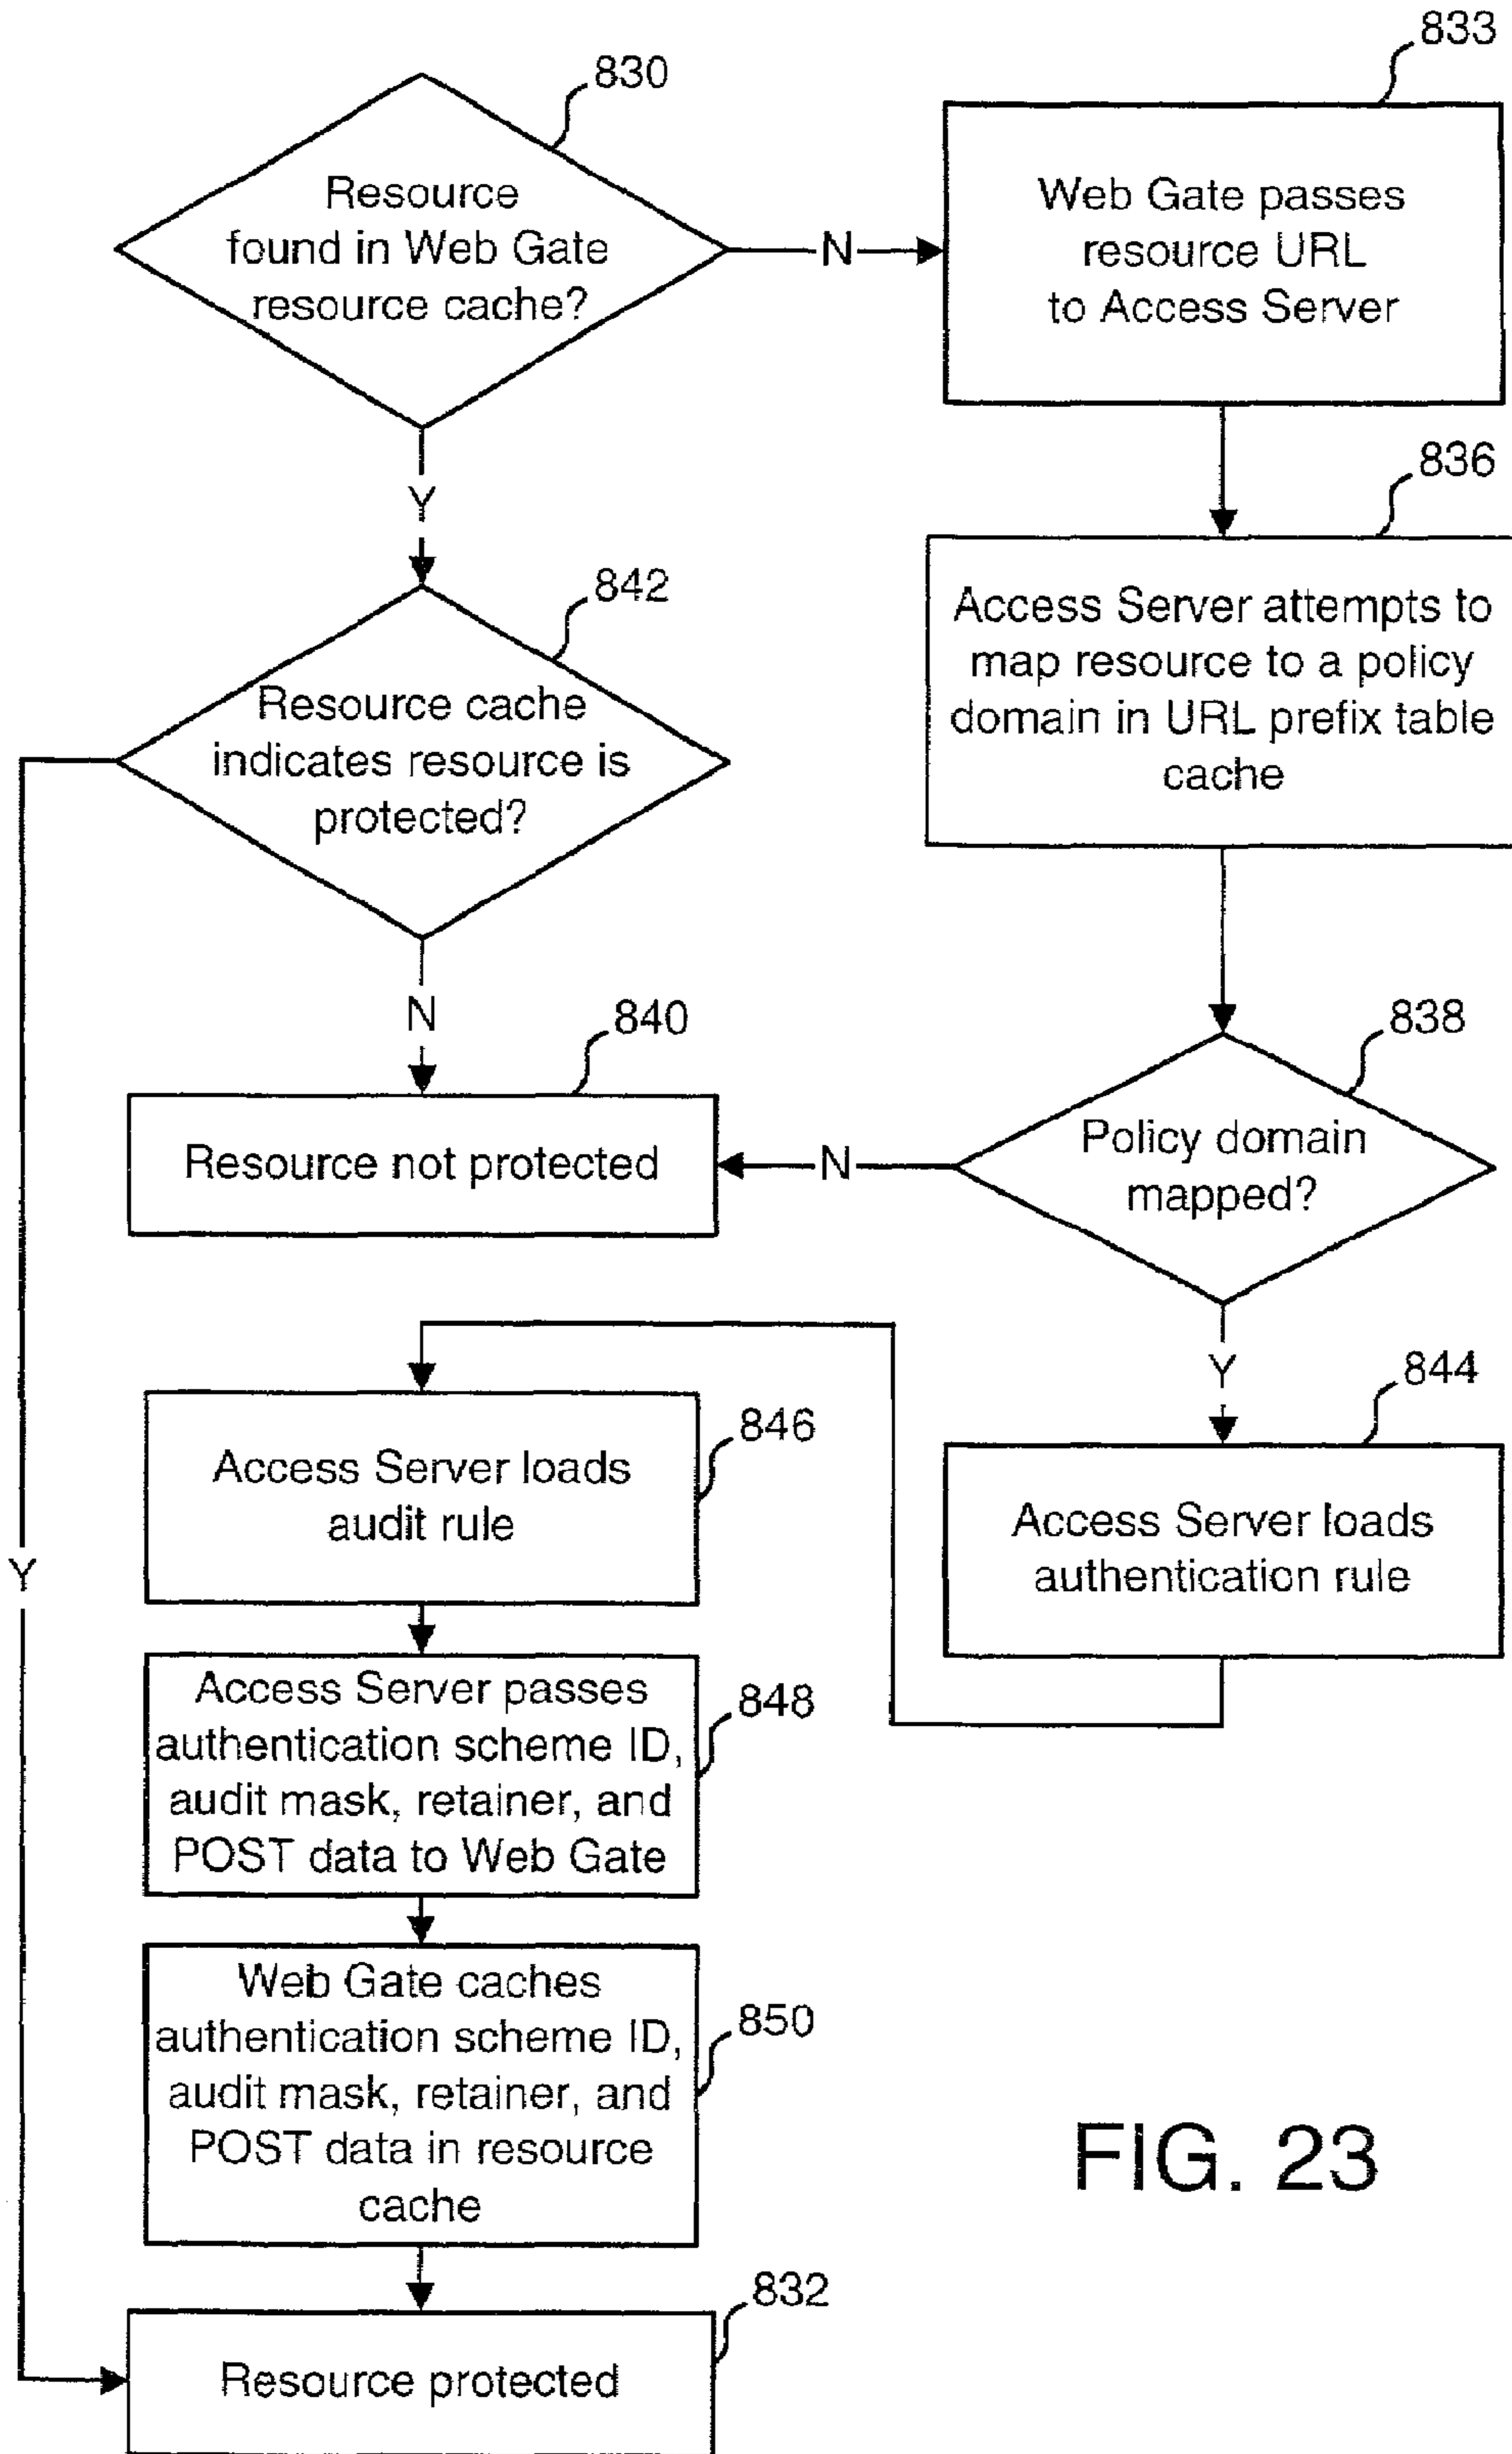 830
Resource
found in Web Gate
resource cache?
N
833
Web Gate passes
resource URL
to Access Server
Y
836
Access Server attempts to
map resource to a policy
domain in URL prefix table
cache
842
Resource cache
indicates resource is
protected?
N
840
Resource not protected
838
Policy domain
mapped?
N
Y
844
Access Server loads
authentication rule
846
Access Server loads
audit rule
Y
848
Access Server passes
authentication scheme ID,
audit mask, retainer, and
POST data to Web Gate
850
Web Gate caches
authentication scheme ID,
audit mask, retainer, and
POST data in resource
cache
832
Resource protected
FIG. 23